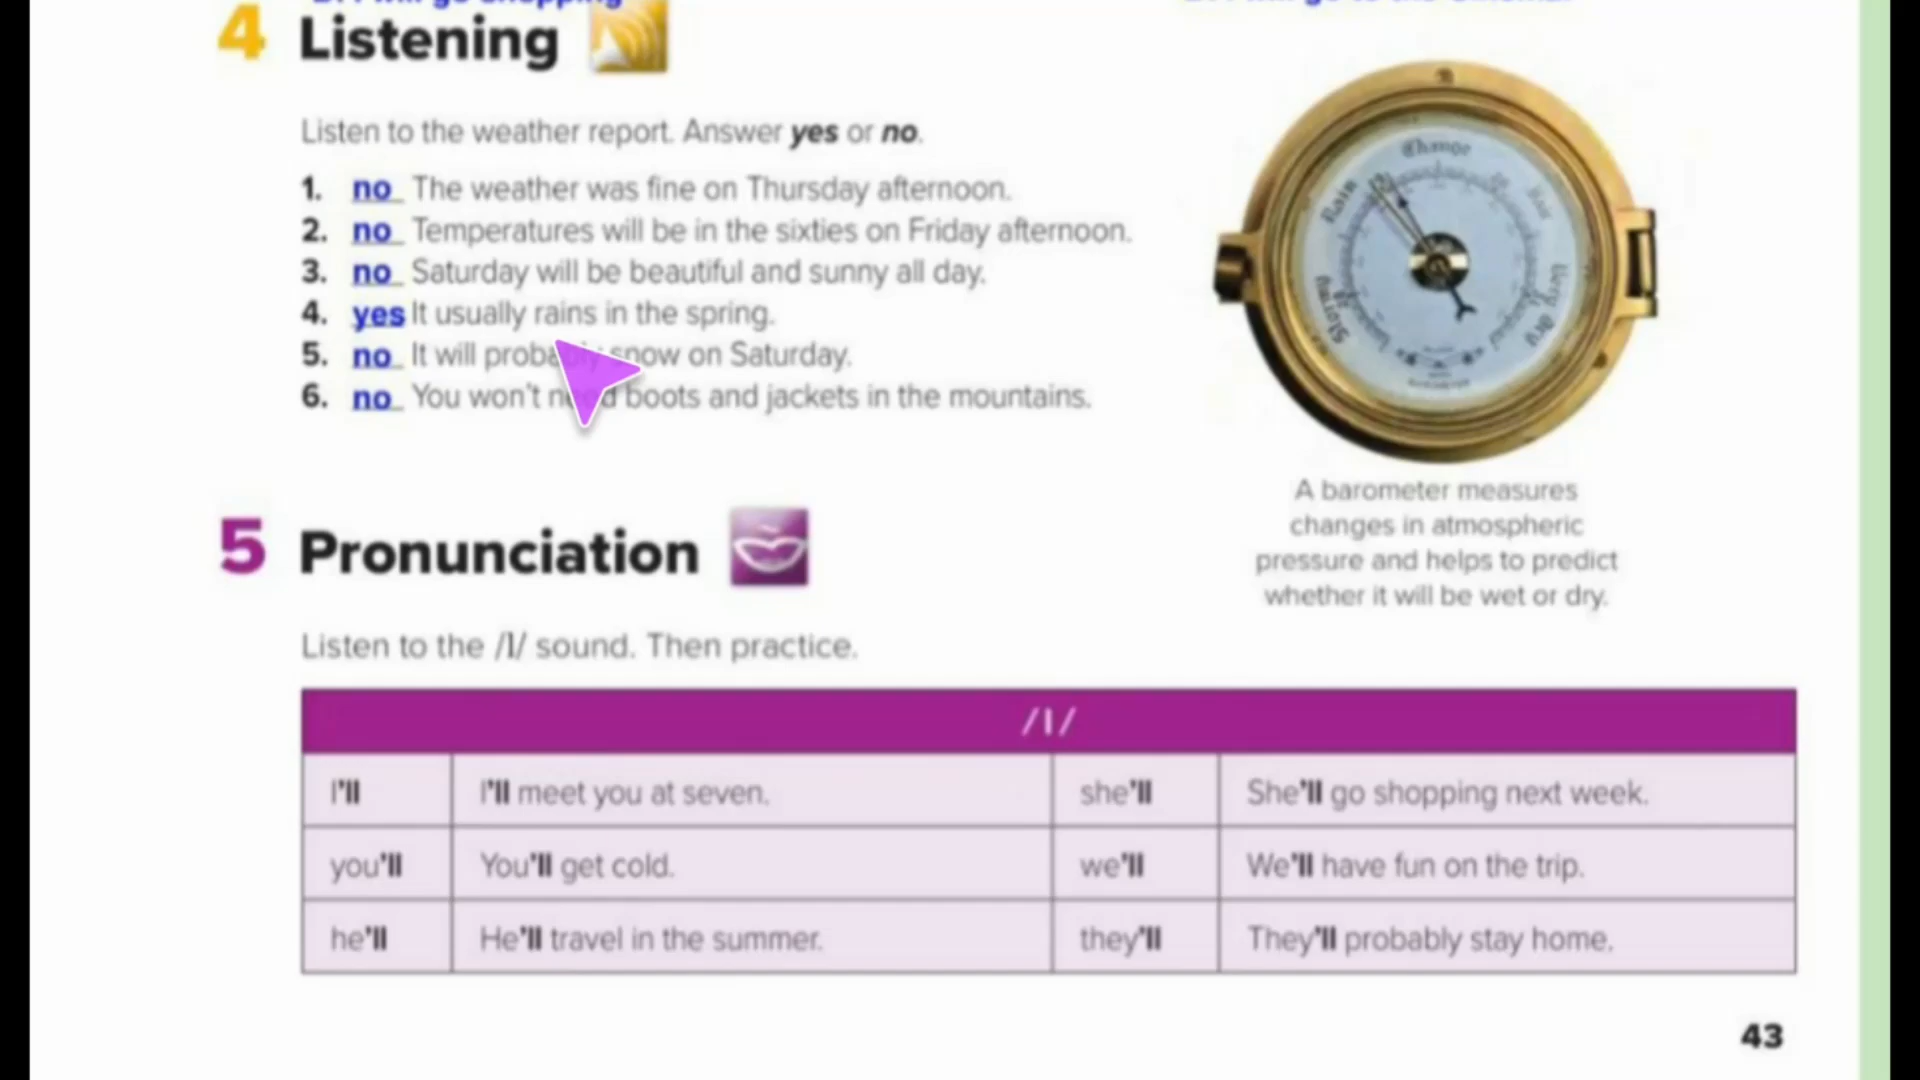 4 Listening
Listen to the weather report. Answer yes or no.
1. no The weather was fine on Thursday afternoon.
2. no Temperatures will be in the sixties on Friday afternoon.
3. no Saturday will be beautiful and sunny all day.
4. yes It usually rains in the spring.
5. no It will probably snow on Saturday.
6. no You won't need boots and jackets in the mountains.
Change
Rain
Stormy
Very Dry
A barometer measures
changes in atmospheric
pressure and helps to predict
whether it will be wet or dry.
5 Pronunciation
Listen to the /l/ sound. Then practice.
/l/
I'll I'll meet you at seven. she'll She'll go shopping next week.
you'll You'll get cold. we'll We'll have fun on the trip.
he'll He'll travel in the summer. they'll They'll probably stay home.
43